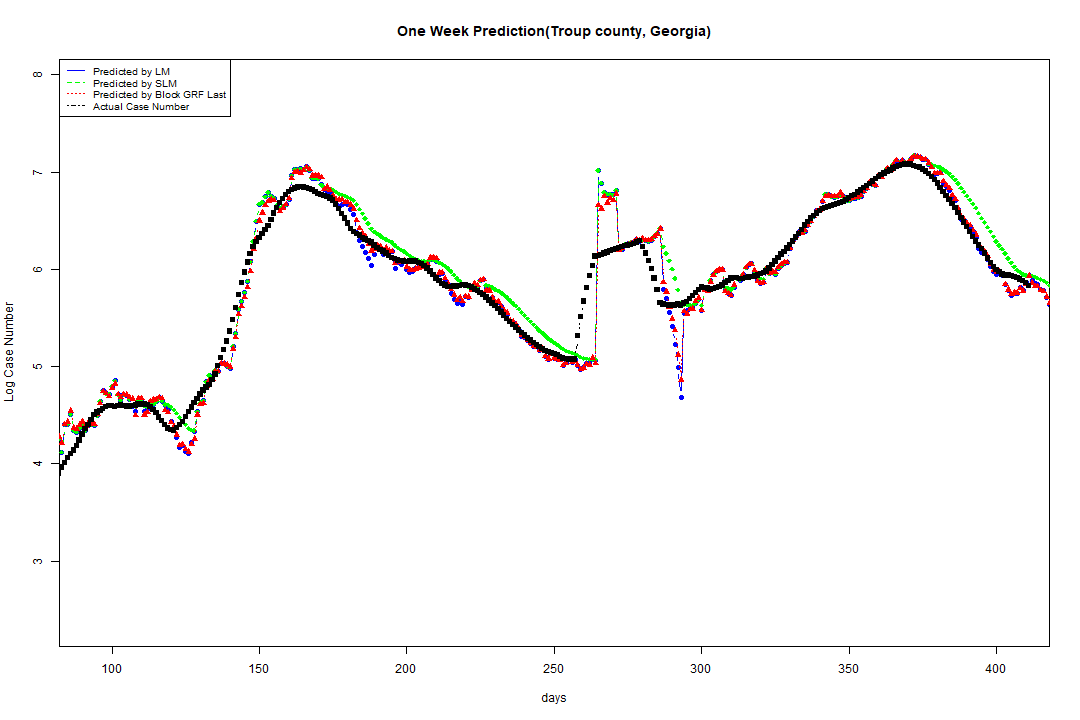 One Week Prediction(Troup county, Georgia)
Predicted by LM
Predicted by SLM
Predicted by Block GRF Last
Actual Case Number
8
7
6
5
4
3
Log Case Number
100 150 200 250 300 350 400
days